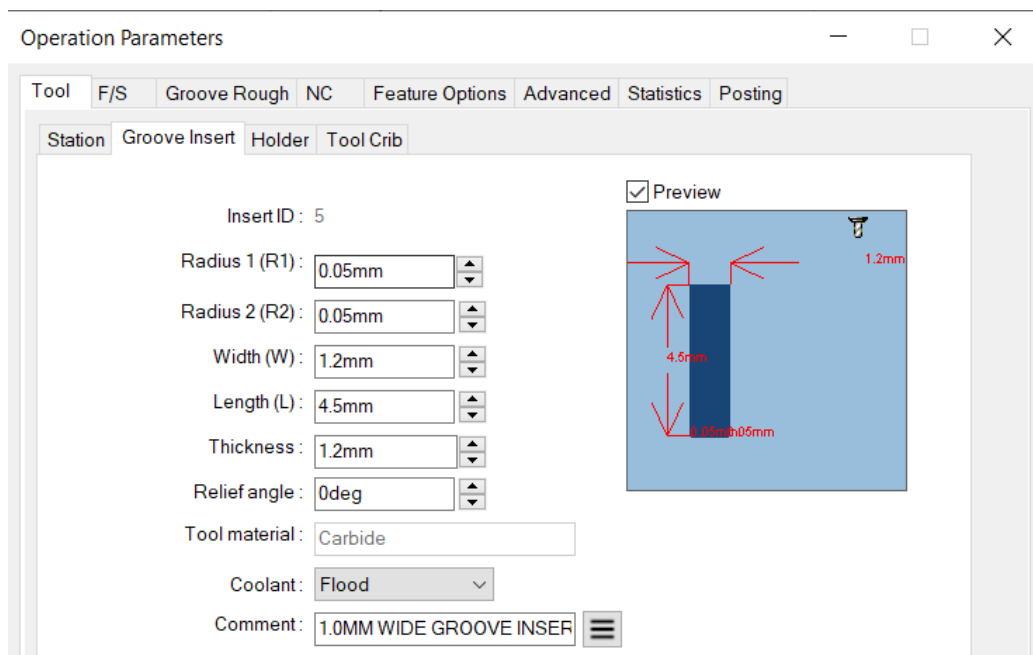 Operation Parameters
Tool F/S Groove Rough NC Feature Options Advanced Statistics Posting
Station Groove Insert Holder Tool Crib
Preview
Insert ID : 5
Radius 1 (R1) : 0.05mm
Radius 2 (R2) : 0.05mm
Width (W) : 1.2mm
Length (L) : 4.5mm
Thickness : 1.2mm
Relief angle : 0deg
Tool material : Carbide
Coolant : Flood
Comment : 1.0MM WIDE GROOVE INSER
1.2mm
4.5mm